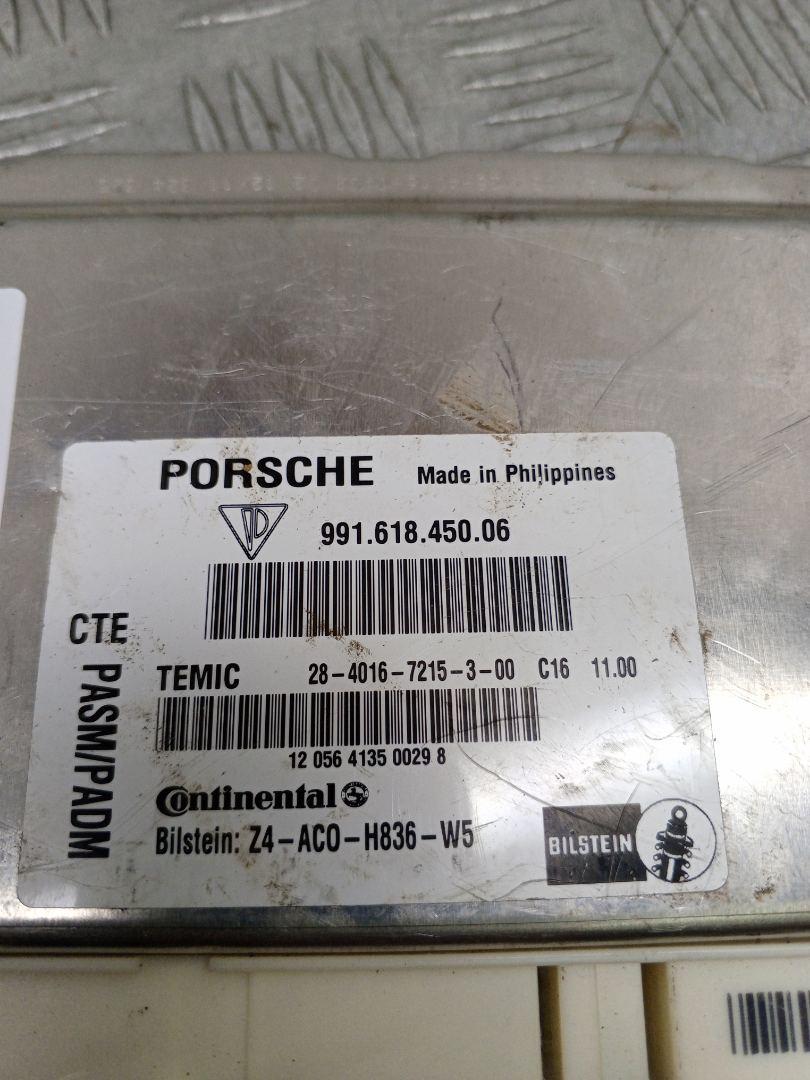 PORSCHE Made in Philippines
991.618.450.06
CTE
PASM/PADM
TEMIC 28-4016-7215-3-00 C16 11.00
12 056 4135 0029 8
Continental
Bilstein: Z4-ACO-H836-W5
BILSTEIN